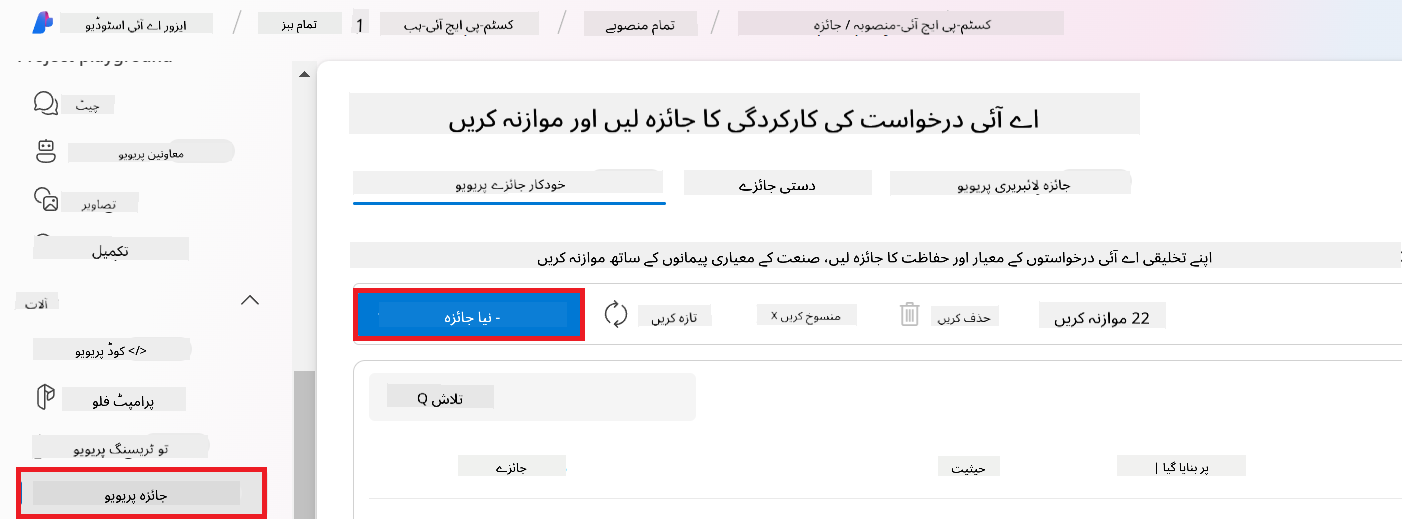 ایزور اے آئی اسٹوڈیو / تمام ہبز 1 کسٹم-پی ایچ آئی-ہب / تمام منصوبے / کسٹم-پی ایچ آئی-منصوبہ / جائزہ
Project playground
چیٹ
معاونین پریویو
تصاویر
تکمیل
آلات
</> کوڈ پریویو
پرامپٹ فلو
تو ٹریسنگ پریویو
جائزہ پریویو
اے آئی درخواست کی کارکردگی کا جائزہ لیں اور موازنہ کریں
خودکار جائزے پریویو
دستی جائزے
جائزہ لائبریری پریویو
اپنے تخلیقی اے آئی درخواستوں کے معیار اور حفاظت کا جائزہ لیں، صنعت کے معیاری پیمانوں کے ساتھ موازنہ کریں
- نیا جائزہ
تازہ کریں
منسوخ کریں x
حذف کریں
22 موازنہ کریں
تلاش Q
جائزے
حیثیت
پر بنایا گیا |